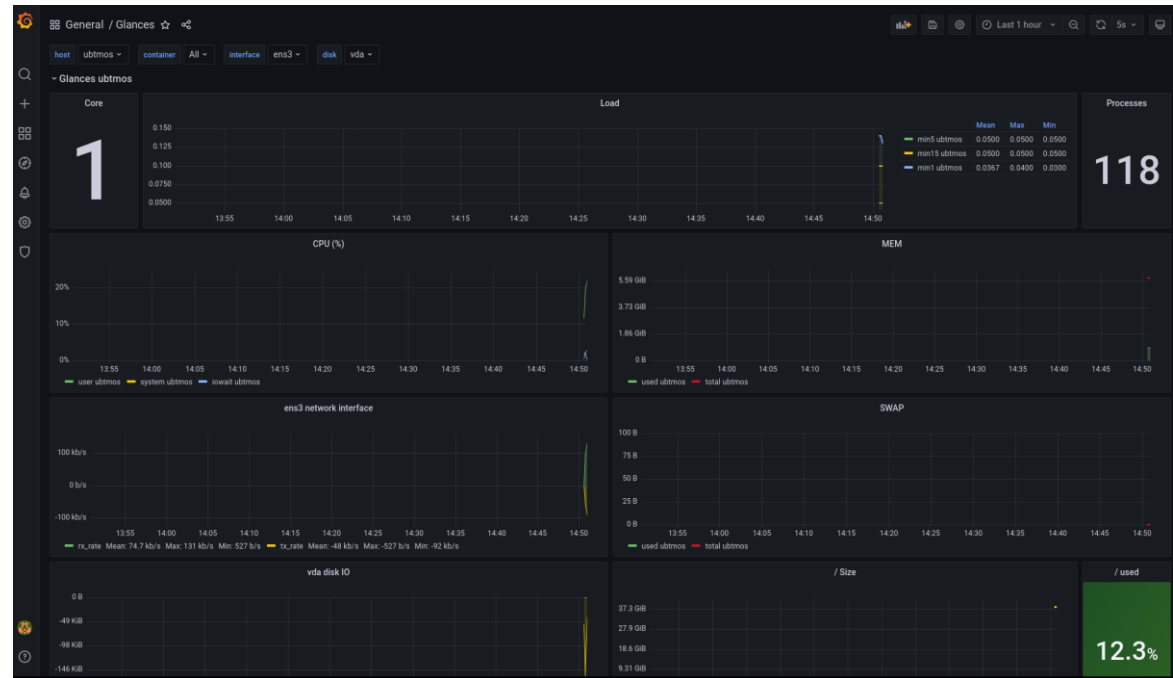 General / Glances
Last 1 hour
5s
host ubtmos container All interface ens3 disk vda
Glances ubtmos
Core
1
Load
0.150
0.125
0.100
0.0750
0.0500
13:55 14:00 14:05 14:10 14:15 14:20 14:25 14:30 14:35 14:40 14:45 14:50
Mean Max Min
min5 ubtmos 0.0500 0.0500 0.0500
min15 ubtmos 0.0500 0.0500 0.0500
min1 ubtmos 0.0367 0.0400 0.0300
Processes
118
CPU (%)
20%
10%
0%
13:55 14:00 14:05 14:10 14:15 14:20 14:25 14:30 14:35 14:40 14:45 14:50
user ubtmos system ubtmos iowait ubtmos
MEM
5.59 GiB
3.73 GiB
1.86 GiB
0 B
13:55 14:00 14:05 14:10 14:15 14:20 14:25 14:30 14:35 14:40 14:45 14:50
used ubtmos total ubtmos
ens3 network interface
100 kb/s
0 b/s
-100 kb/s
13:55 14:00 14:05 14:10 14:15 14:20 14:25 14:30 14:35 14:40 14:45 14:50
rx_rate Mean: 74.7 kb/s Max: 131 kb/s Min: 527 b/s tx_rate Mean: -48 kb/s Max: -527 b/s Min: -92 kb/s
SWAP
100 B
75 B
50 B
25 B
0 B
13:55 14:00 14:05 14:10 14:15 14:20 14:25 14:30 14:35 14:40 14:45 14:50
used ubtmos total ubtmos
vda disk IO
0 B
-49 KiB
-98 KiB
-146 KiB
/ Size
37.3 GiB
27.9 GiB
18.6 GiB
9.31 GiB
/ used
12.3%